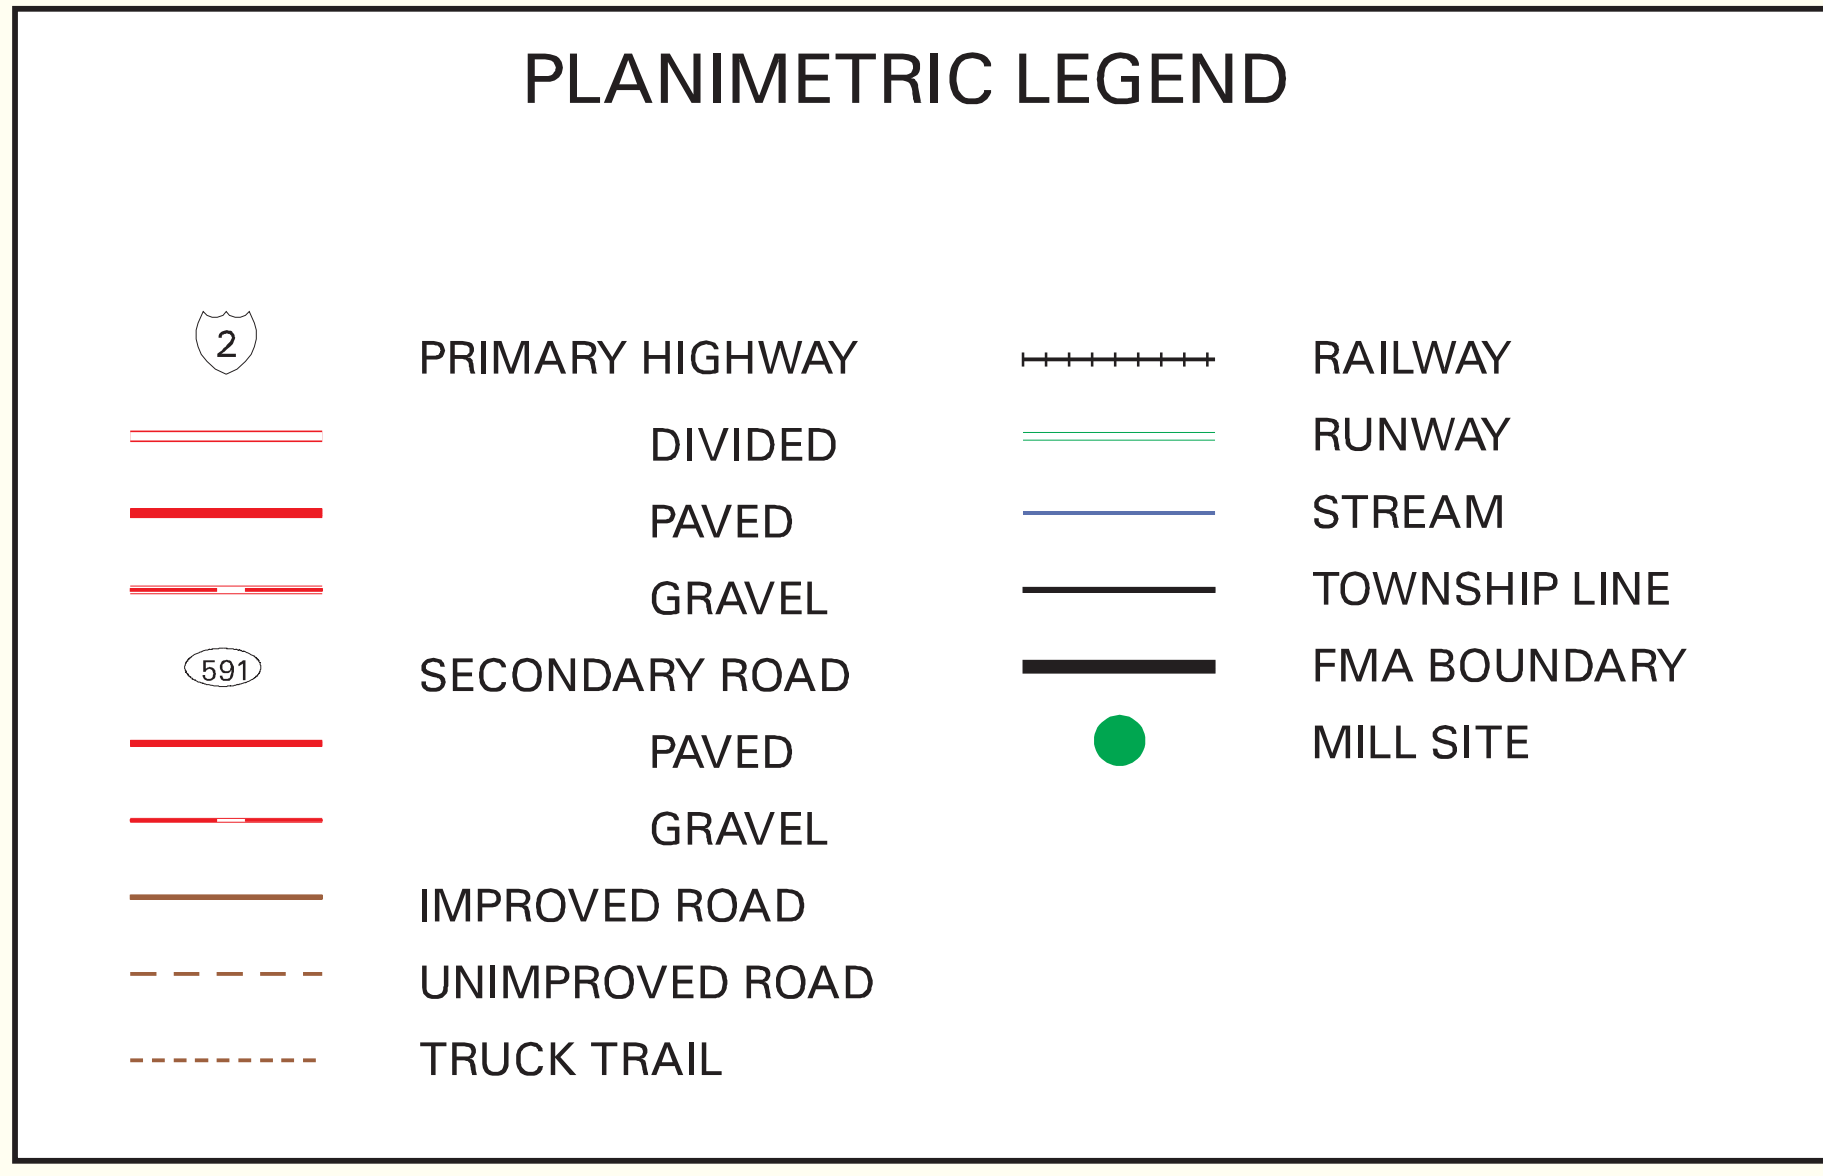 PLANIMETRIC LEGEND
2 PRIMARY HIGHWAY
DIVIDED
PAVED
GRAVEL
591 SECONDARY ROAD
PAVED
GRAVEL
IMPROVED ROAD
UNIMPROVED ROAD
TRUCK TRAIL
RAILWAY
RUNWAY
STREAM
TOWNSHIP LINE
FMA BOUNDARY
MILL SITE